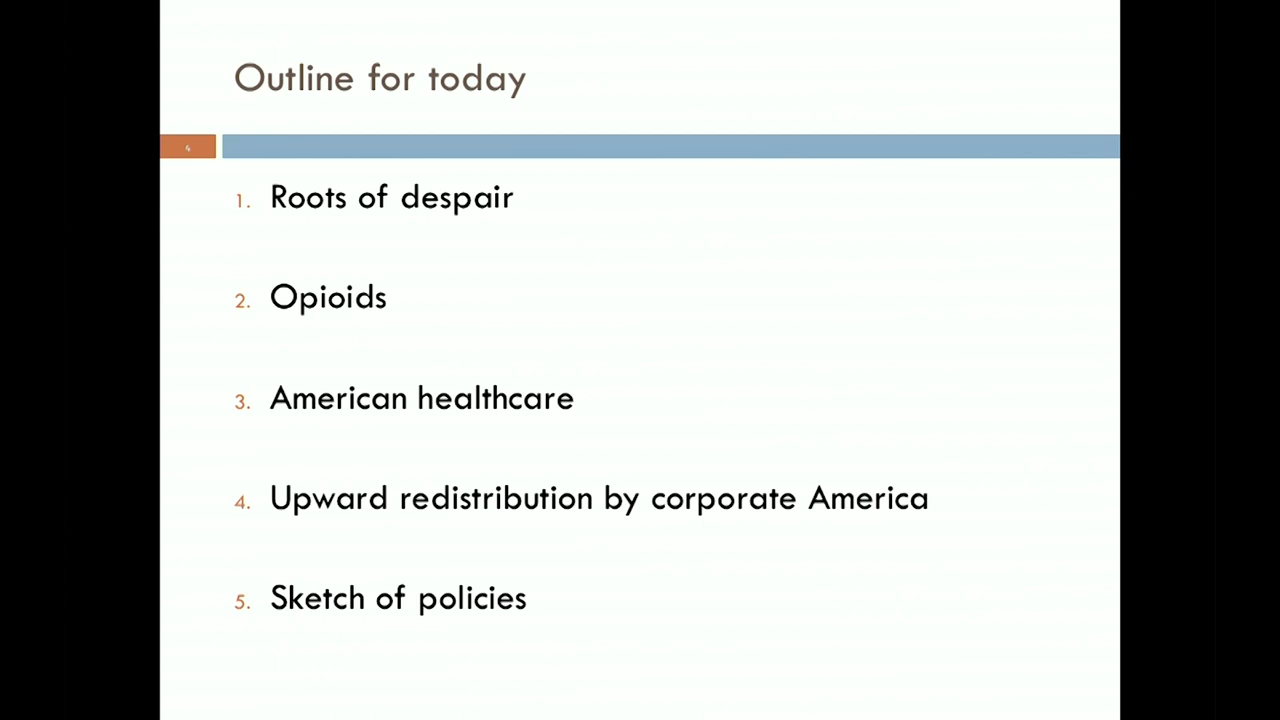 Outline for today
4
1. Roots of despair
2. Opioids
3. American healthcare
4. Upward redistribution by corporate America
5. Sketch of policies